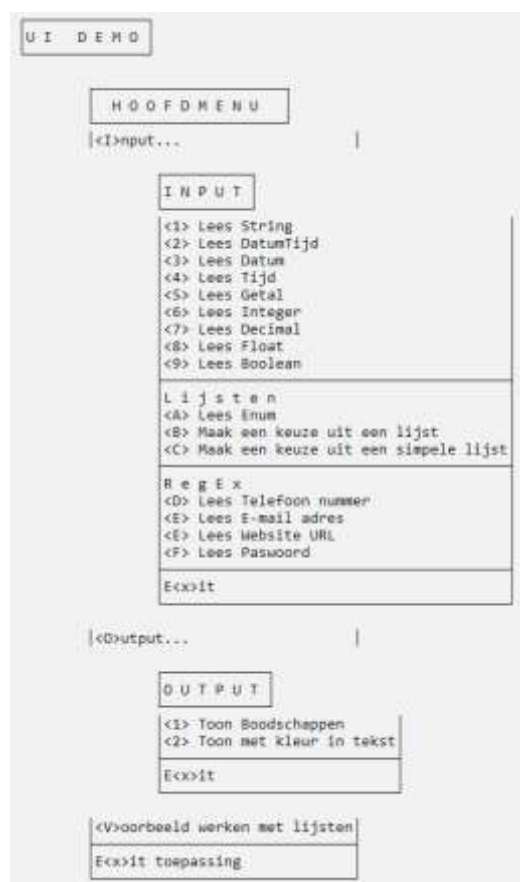 U I   D E M O
H O O F D M E N U
<I>nput...
I N P U T
<1> Lees String
<2> Lees DatumTijd
<3> Lees Datum
<4> Lees Tijd
<5> Lees Getal
<6> Lees Integer
<7> Lees Decimal
<8> Lees Float
<9> Lees Boolean
L i j s t e n
<A> Lees Enum
<B> Maak een keuze uit een lijst
<C> Maak een keuze uit een simpele lijst
R e g E x
<D> Lees Telefoon nummer
<E> Lees E-mail adres
<E> Lees Website URL
<F> Lees Paswoord
E<x>it
<O>utput...
O U T P U T
<1> Toon Boodschappen
<2> Toon met kleur in tekst
E<x>it
<V>oorbeeld werken met lijsten
E<x>it toepassing